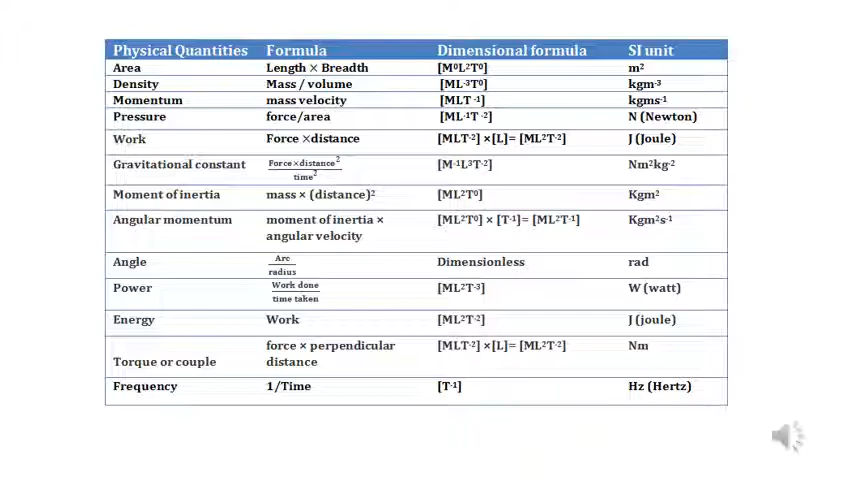 Physical Quantities Formula Dimensional formula SI unit
Area Length × Breadth [M⁰L²T⁰] m²
Density Mass / volume [ML⁻³T⁰] kgm⁻³
Momentum mass velocity [MLT ⁻¹] kgms⁻¹
Pressure force/area [ML⁻¹T ⁻²] N (Newton)
Work Force ×distance [MLT⁻²] ×[L]= [ML²T⁻²] J (Joule)
Gravitational constant Force×distance²/time² [M⁻¹L³T⁻²] Nm²kg⁻²
Moment of inertia mass × (distance)² [ML²T⁰] Kgm²
Angular momentum moment of inertia × [ML²T⁰] × [T⁻¹]= [ML²T⁻¹] Kgm²s⁻¹
angular velocity
Angle Arc/radius Dimensionless rad
Power Work done/time taken [ML²T⁻³] W (watt)
Energy Work [ML²T⁻²] J (joule)
force × perpendicular [MLT⁻²] ×[L]= [ML²T⁻²] Nm
Torque or couple distance
Frequency 1/Time [T⁻¹] Hz (Hertz)